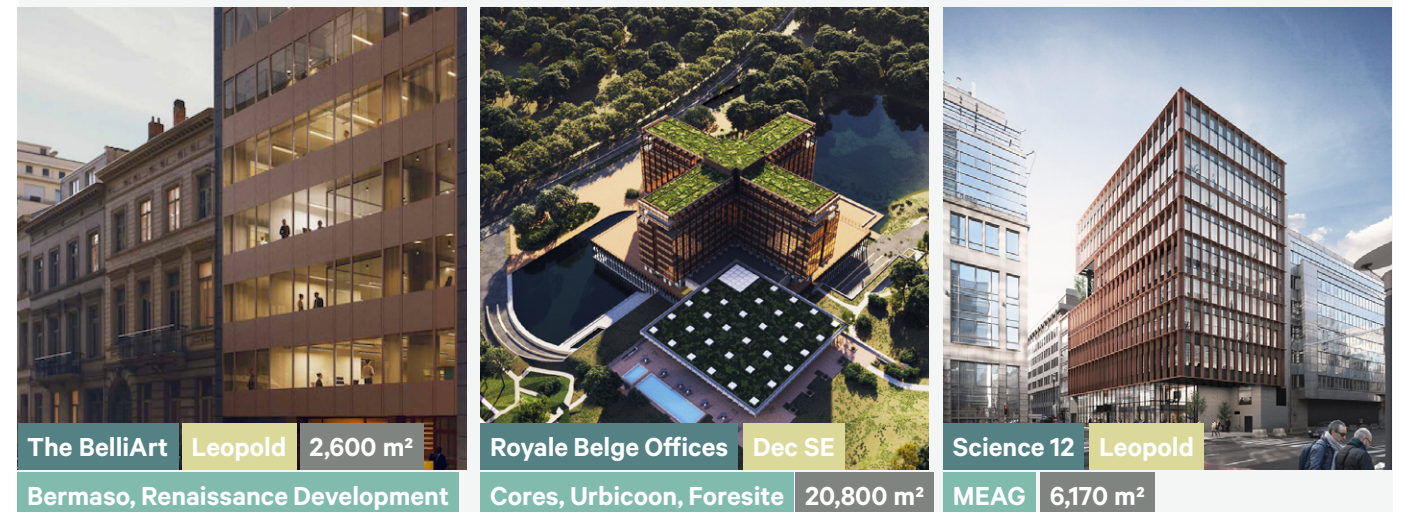 The BelliArt Leopold 2,600 m²
Bermaso, Renaissance Development
Royale Belge Offices Dec SE
Cores, Urbicoon, Foresite 20,800 m²
Science 12 Leopold
MEAG 6,170 m²